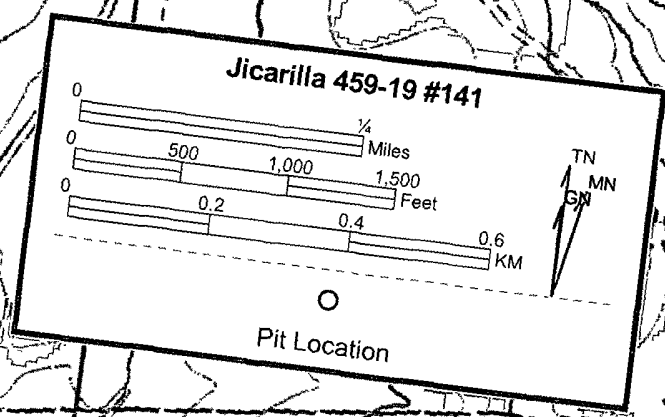 Jicarilla 459-19 #141
0 ¼ Miles
0 500 1,000 1,500 Feet
0 0.2 0.4 0.6 KM
TN
MN
GN
Pit Location